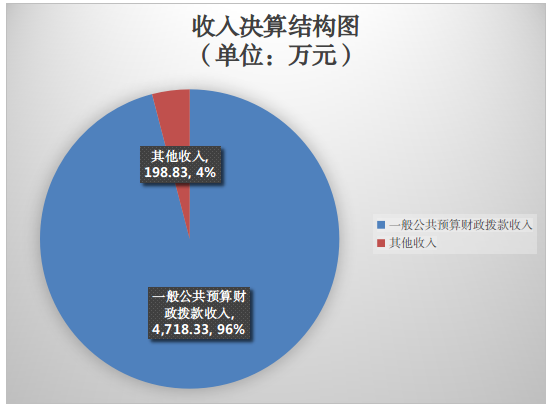 收入决算结构图
（单位：万元）
其他收入,
198.83, 4%
一般公共预算财政拨款收入
其他收入
一般公共预算财
政拨款收入,
4,718.33, 96%